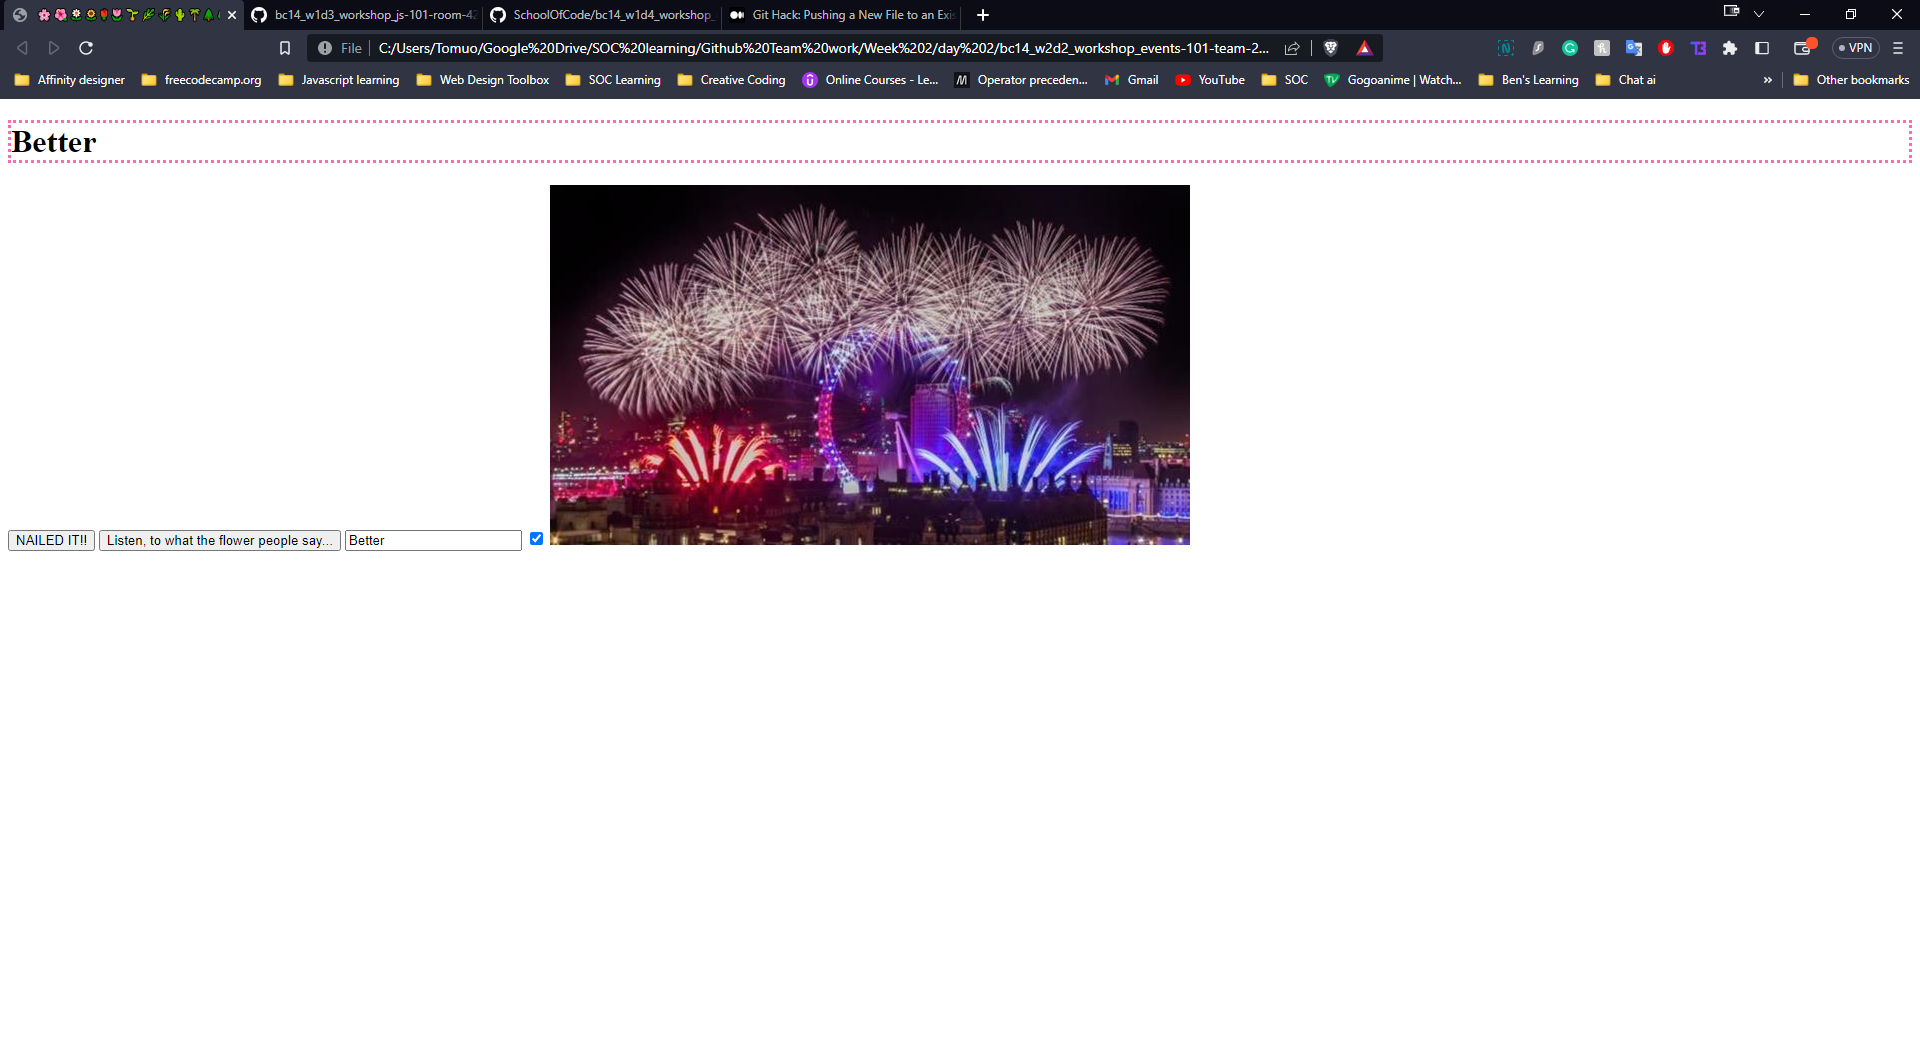 bc14_w1d3_workshop_js-101-room-42
SchoolOfCode/bc14_w1d4_workshop_
Git Hack: Pushing a New File to an Exis
File
C:/Users/Tomuo/Google%20Drive/SOC%20learning/Github%20Team%20work/Week%202/day%202/bc14_w2d2_workshop_events-101-team-2...
VPN
Affinity designer
freecodecamp.org
Javascript learning
Web Design Toolbox
SOC Learning
Creative Coding
Online Courses - Le...
Operator preceden...
Gmail
YouTube
SOC
Gogoanime | Watch...
Ben's Learning
Chat ai
»
Other bookmarks
Better
NAILED IT!!
Listen, to what the flower people say...
Better